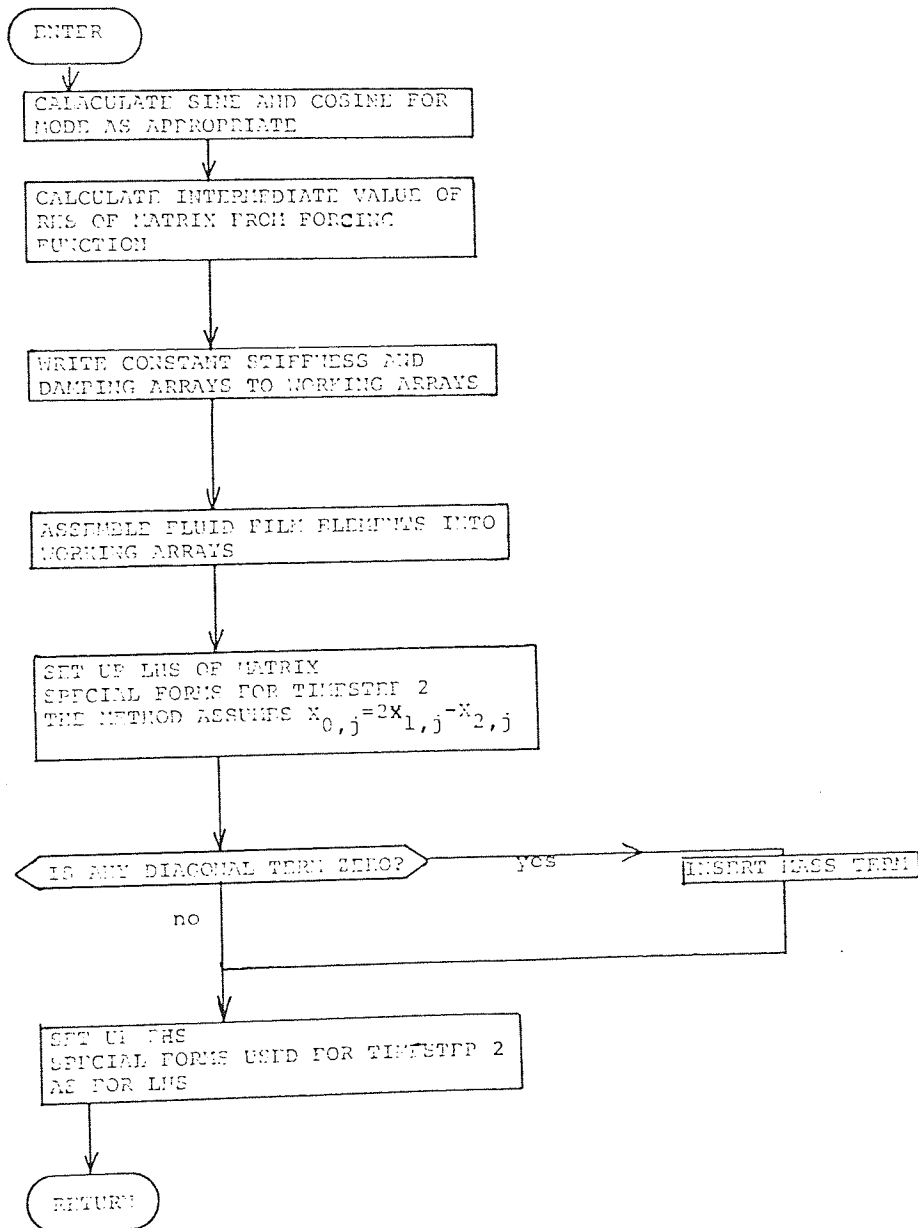 ENTER
CALACULATE SINE AND COSINE FOR
MODE AS APPROPRIATE
CALCULATE INTERMEDIATE VALUE OF
RHS OF MATRIX FROM FORCING
FUNCTION
WRITE CONSTANT STIFFNESS AND
DAMPING ARRAYS TO WORKING ARRAYS
ASSEMBLE FLUID FILM ELEMENTS INTO
WORKING ARRAYS
SET UP LHS OF MATRIX
SPECIAL FORMS FOR TIMESTEP 2
THE METHOD ASSUMES X0,j=2X1,j-X2,j
IS ANY DIAGONAL TERM ZERO?
yes
INSERT MASS TERM
no
SET UP RHS
SPECIAL FORMS USED FOR TIMESTEP 2
AS FOR LHS
RETURN